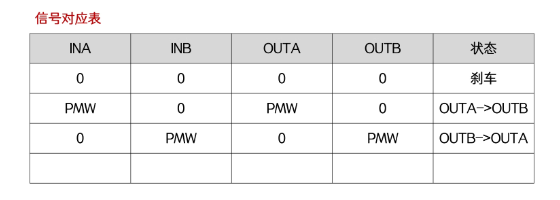 信号对应表
INA INB OUTA OUTB 状态
0 0 0 0 刹车
PMW 0 PMW 0 OUTA->OUTB
0 PMW 0 PMW OUTB->OUTA